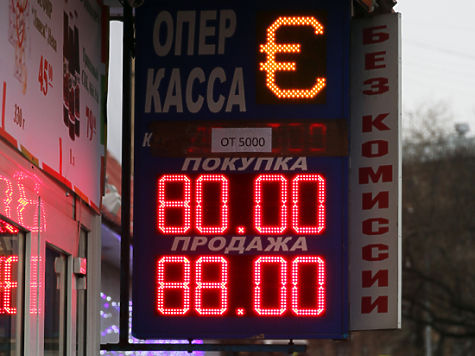 ОПЕР
КАССА
€
ОТ 5000
ПОКУПКА
80.00
ПРОДАЖА
88.00
БЕЗ КОМИССИИ